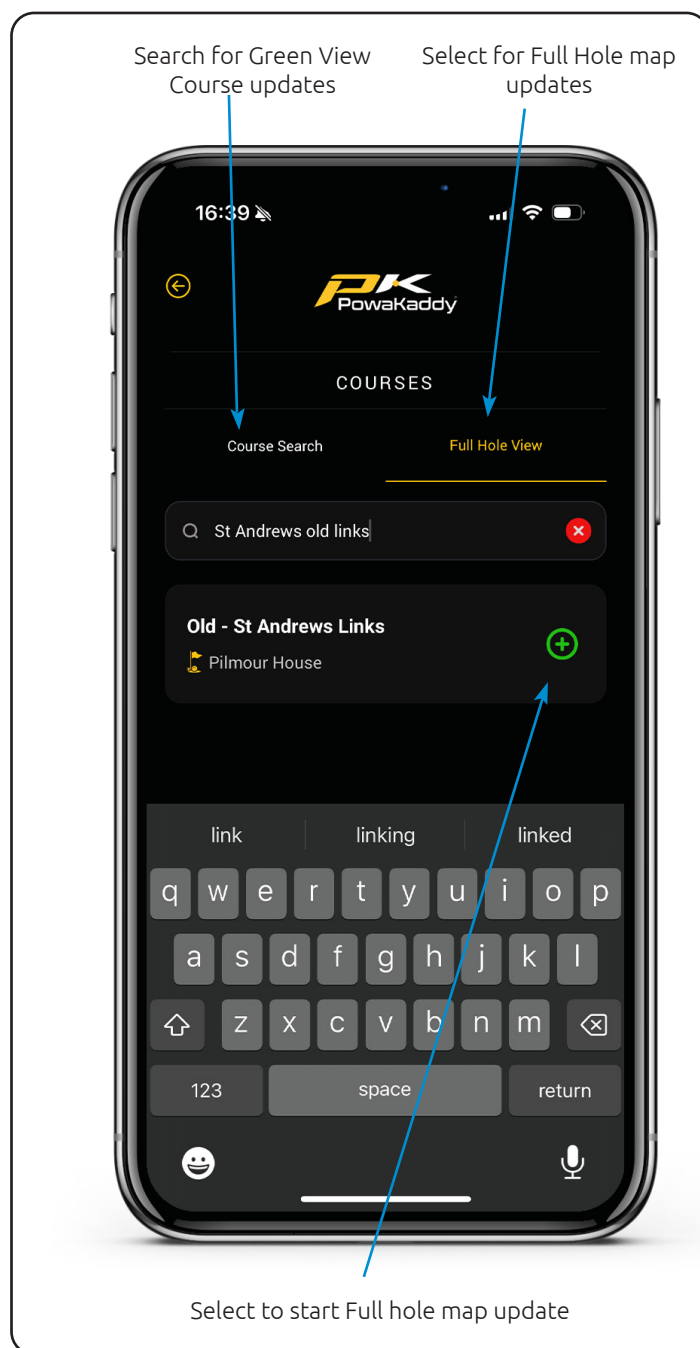 Search for Green View
Course updates
Select for Full Hole map
updates
16:39
PK
PowaKaddy
COURSES
Course Search
Full Hole View
St Andrews old links
Old - St Andrews Links
Pilmour House
link linking linked
q w e r t y u i o p
a s d f g h j k l
z x c v b n m
123 space return
Select to start Full hole map update